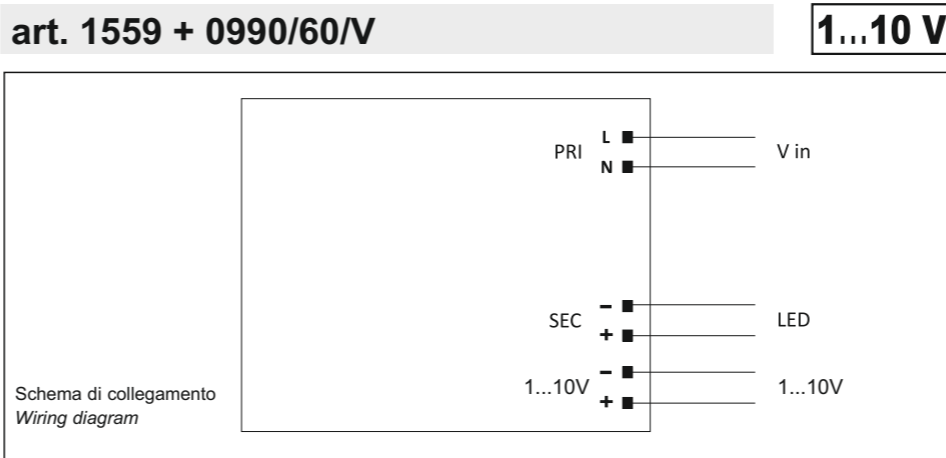 art. 1559 + 0990/60/V
1...10 V
PRI L V in
N
SEC - LED
+
1...10V - 1...10V
+
Schema di collegamento
Wiring diagram